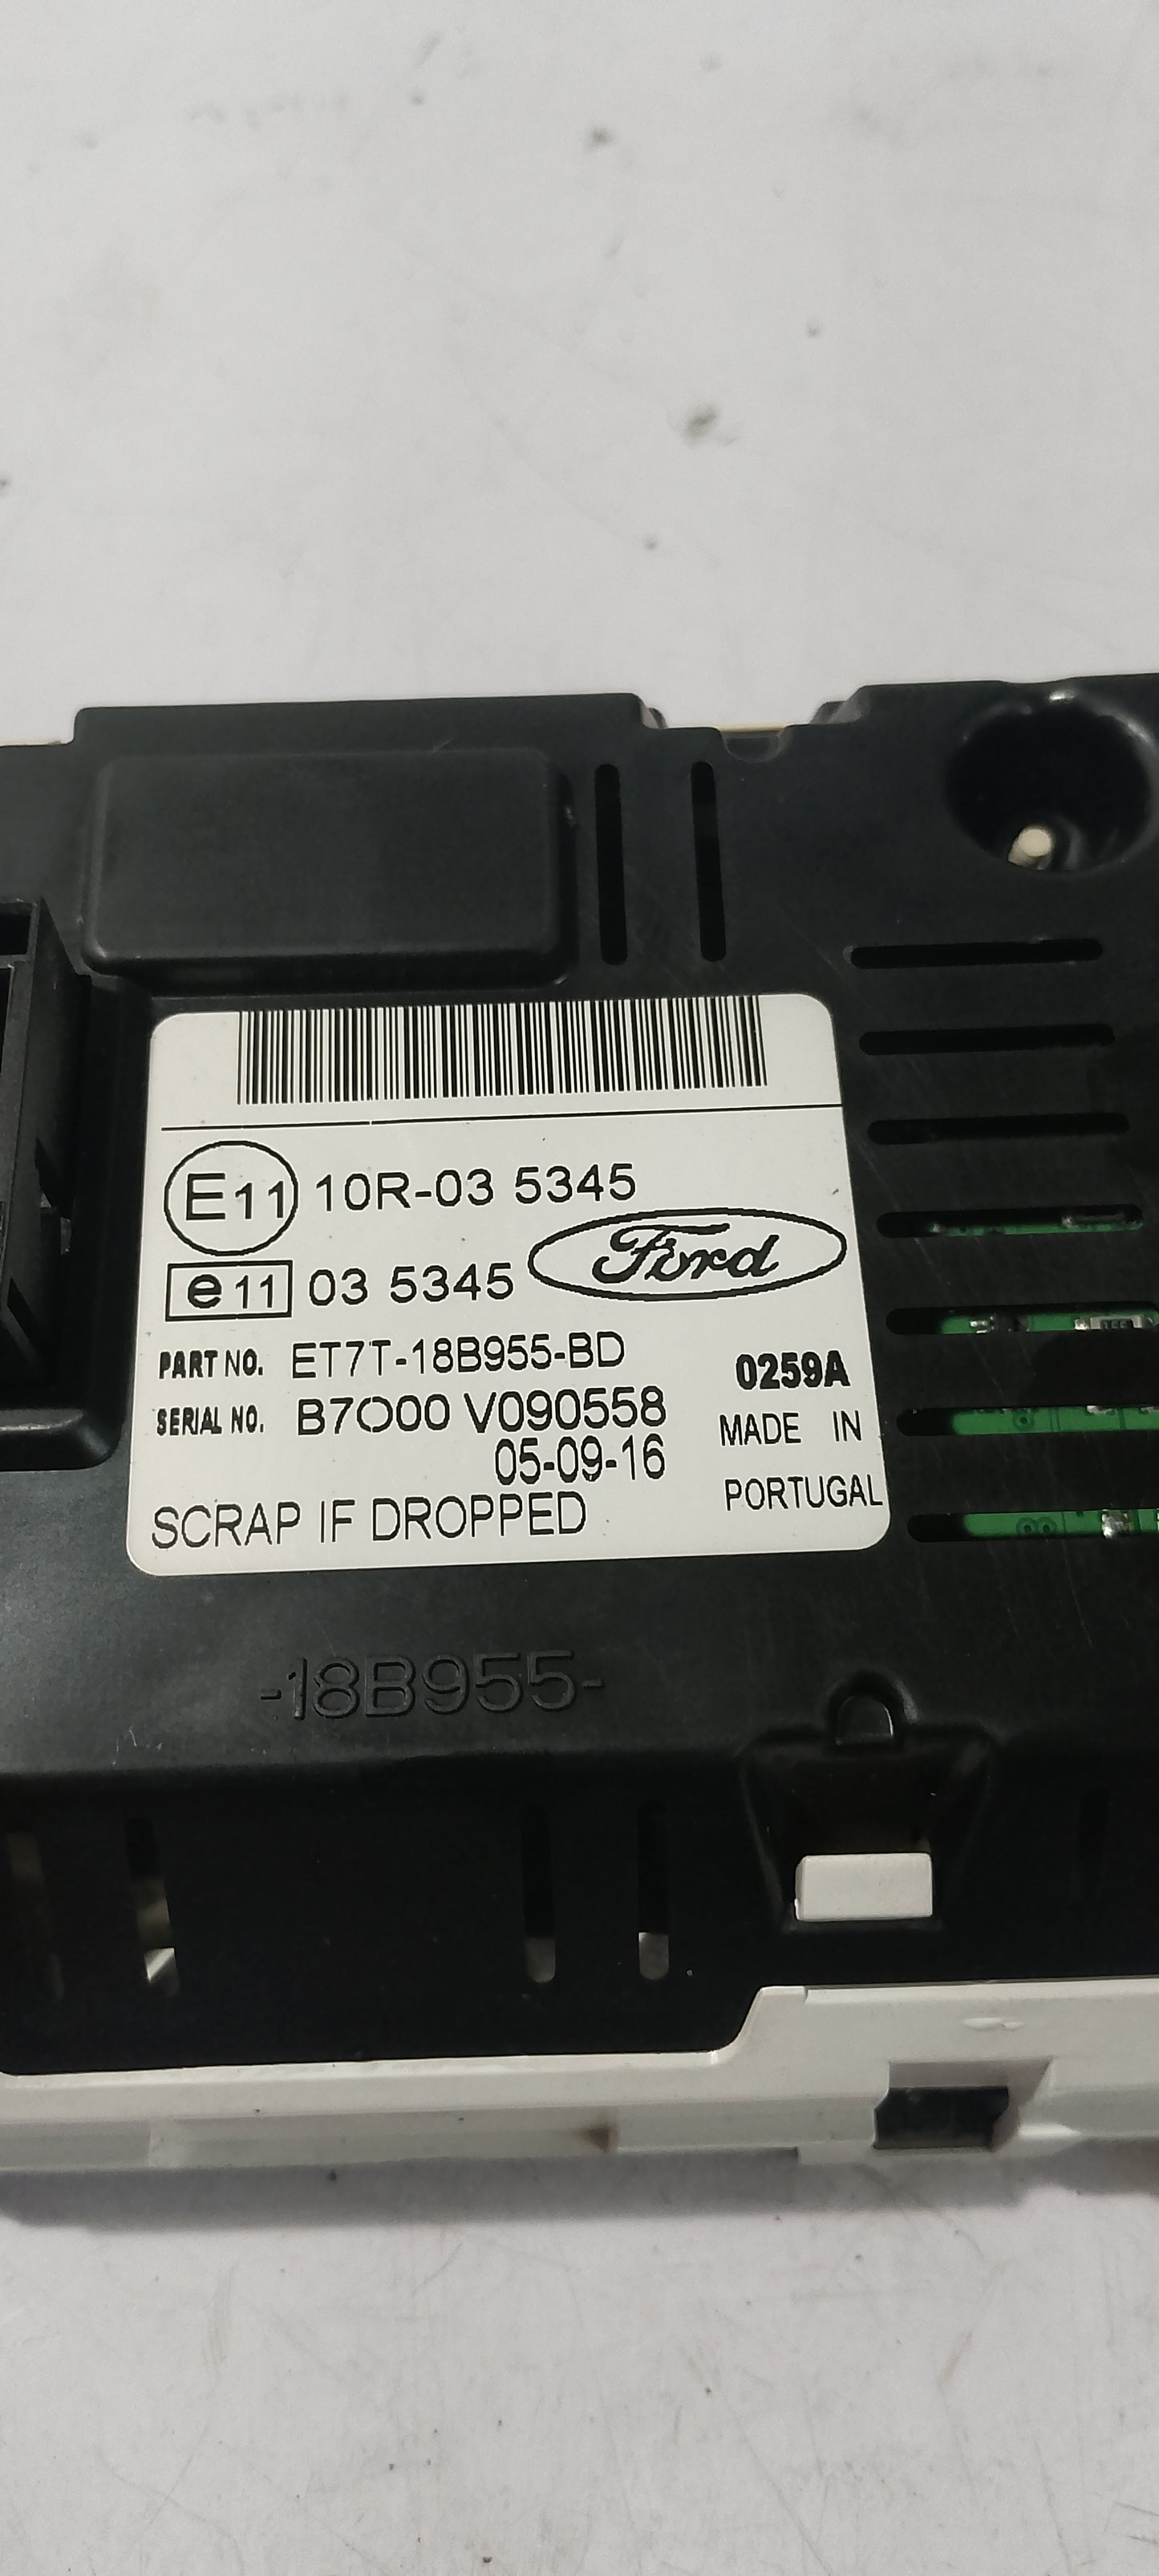 E11 10R-03 5345
Ford
e11 03 5345
PART NO. ET7T-18B955-BD
0259A
SERIAL NO. B7O00 V090558
MADE IN
05-09-16
PORTUGAL
SCRAP IF DROPPED
-18B955-